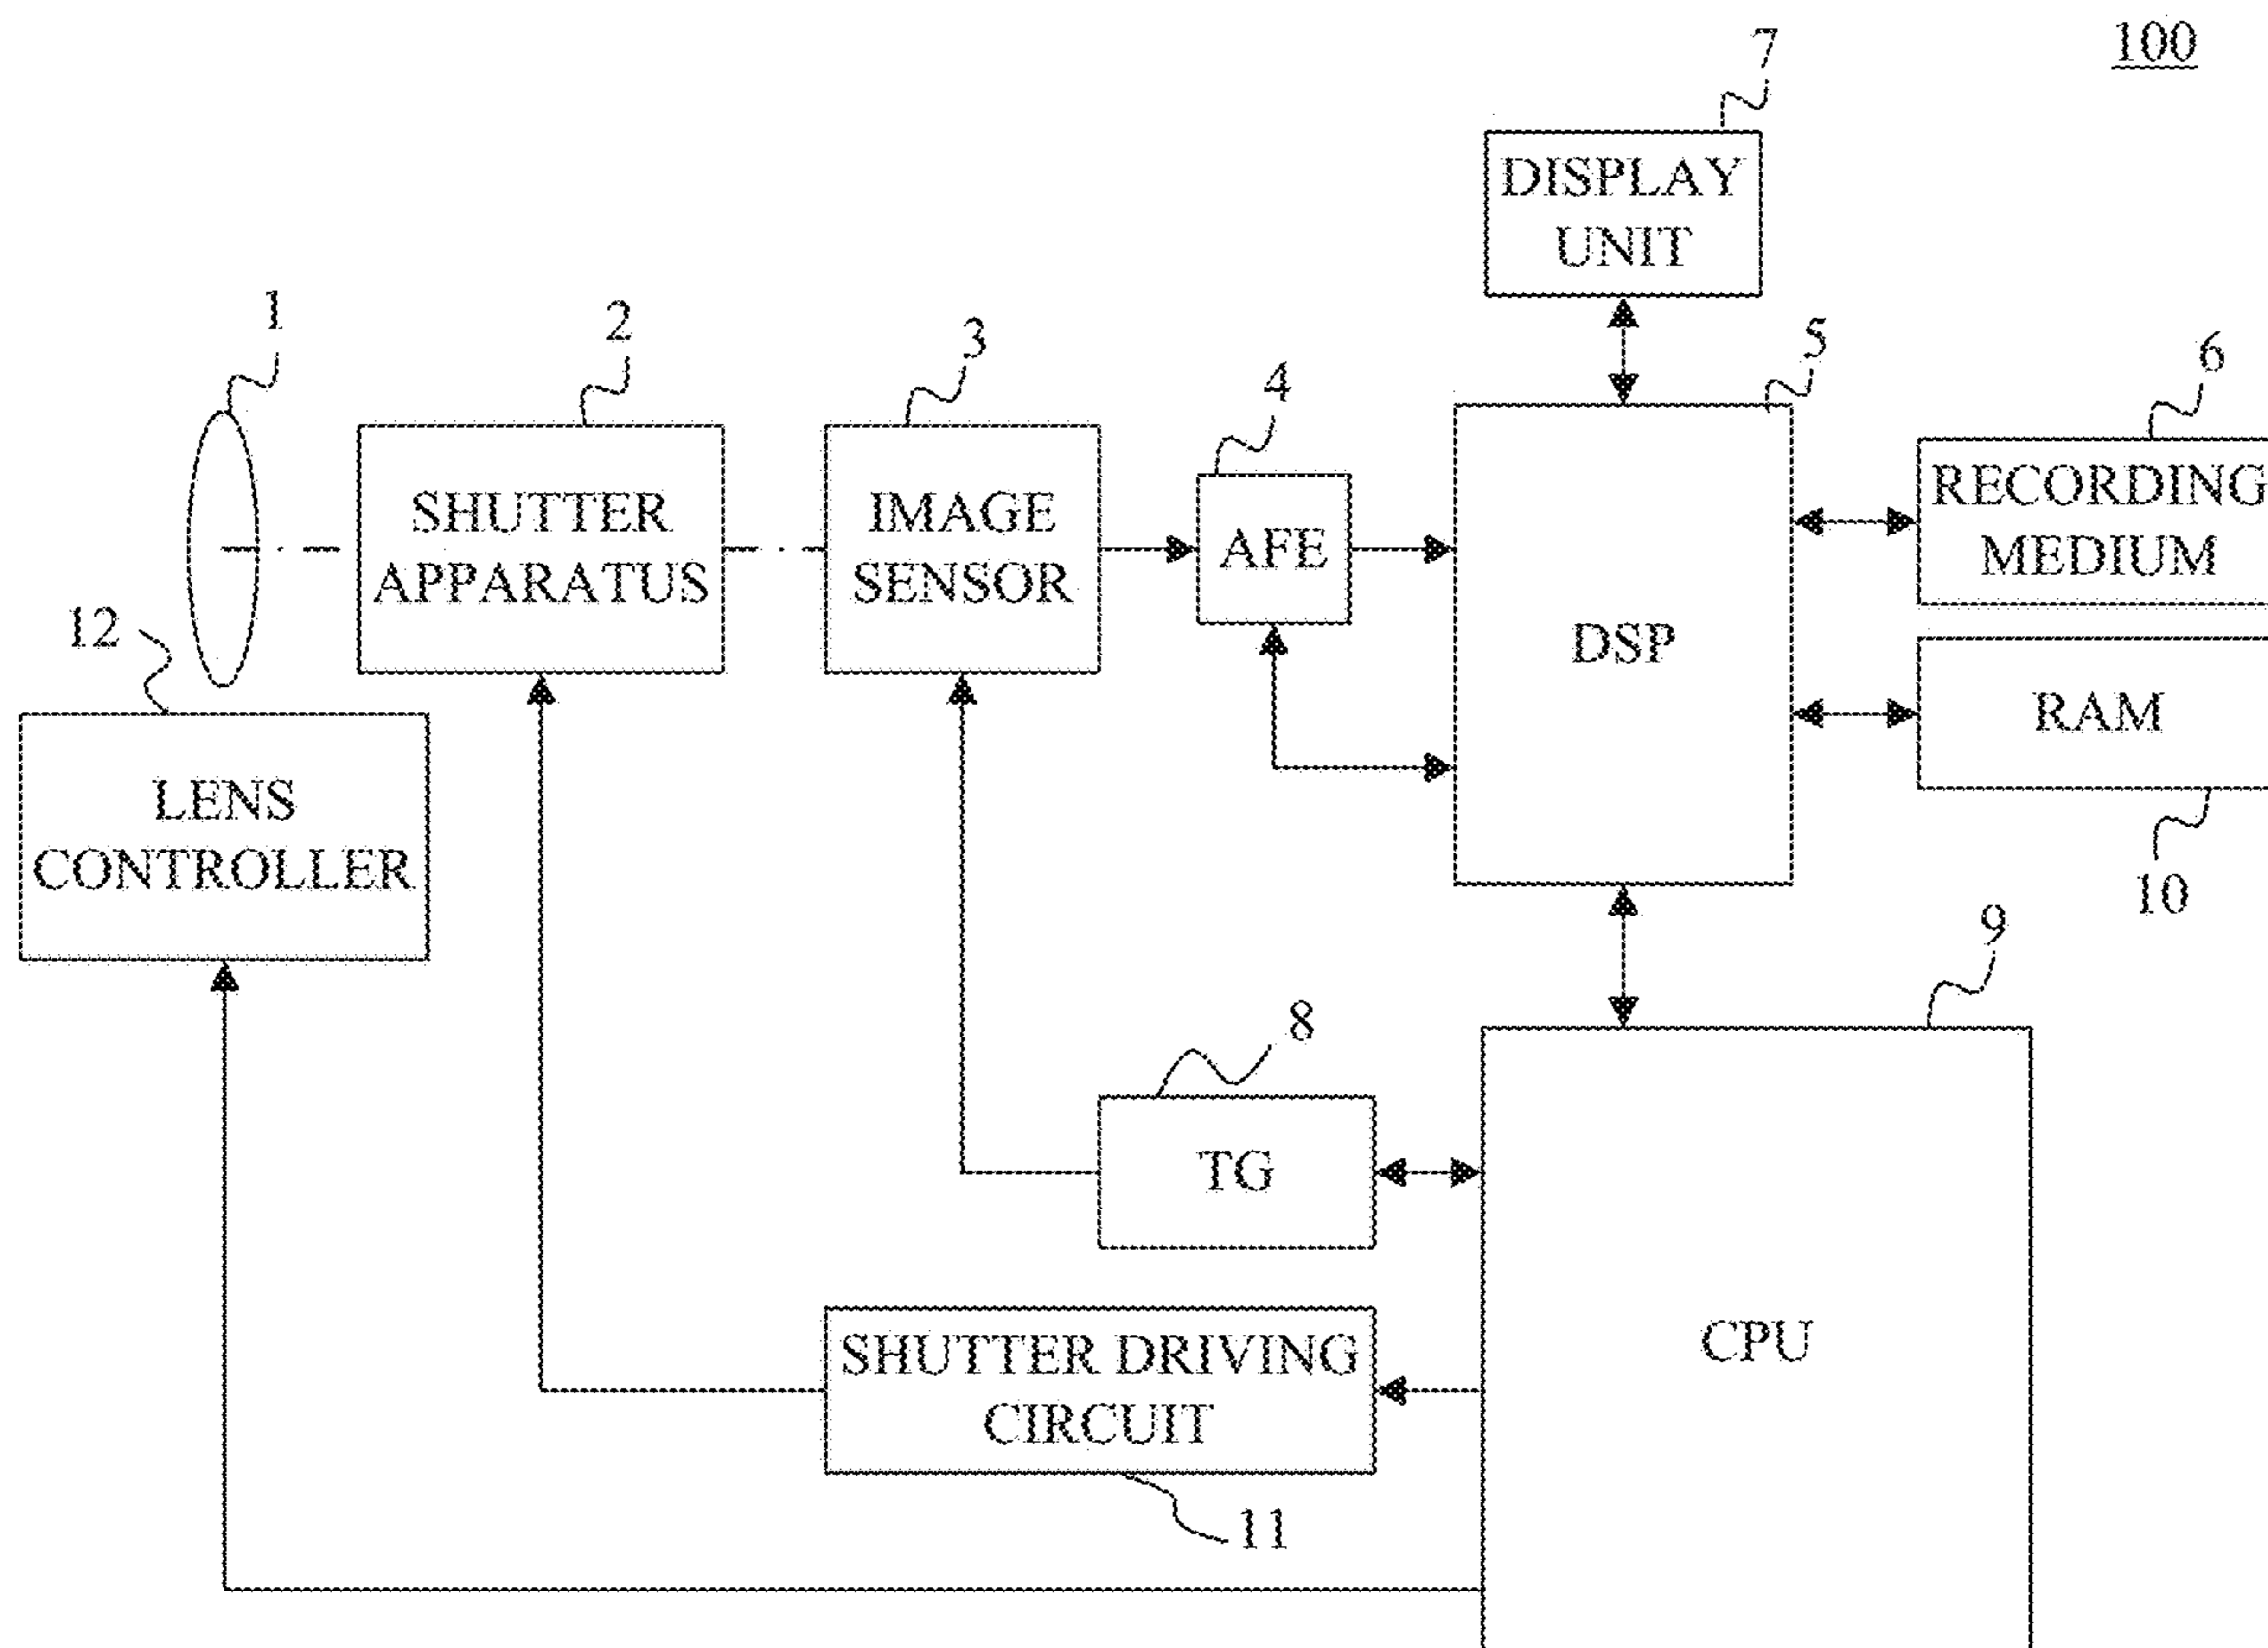 100
7
DISPLAY
UNIT
1
2
3
4
5
6
SHUTTER
APPARATUS
IMAGE
SENSOR
AFE
DSP
RECORDING
MEDIUM
12
RAM
LENS
CONTROLLER
10
9
8
TG
CPU
SHUTTER DRIVING
CIRCUIT
11